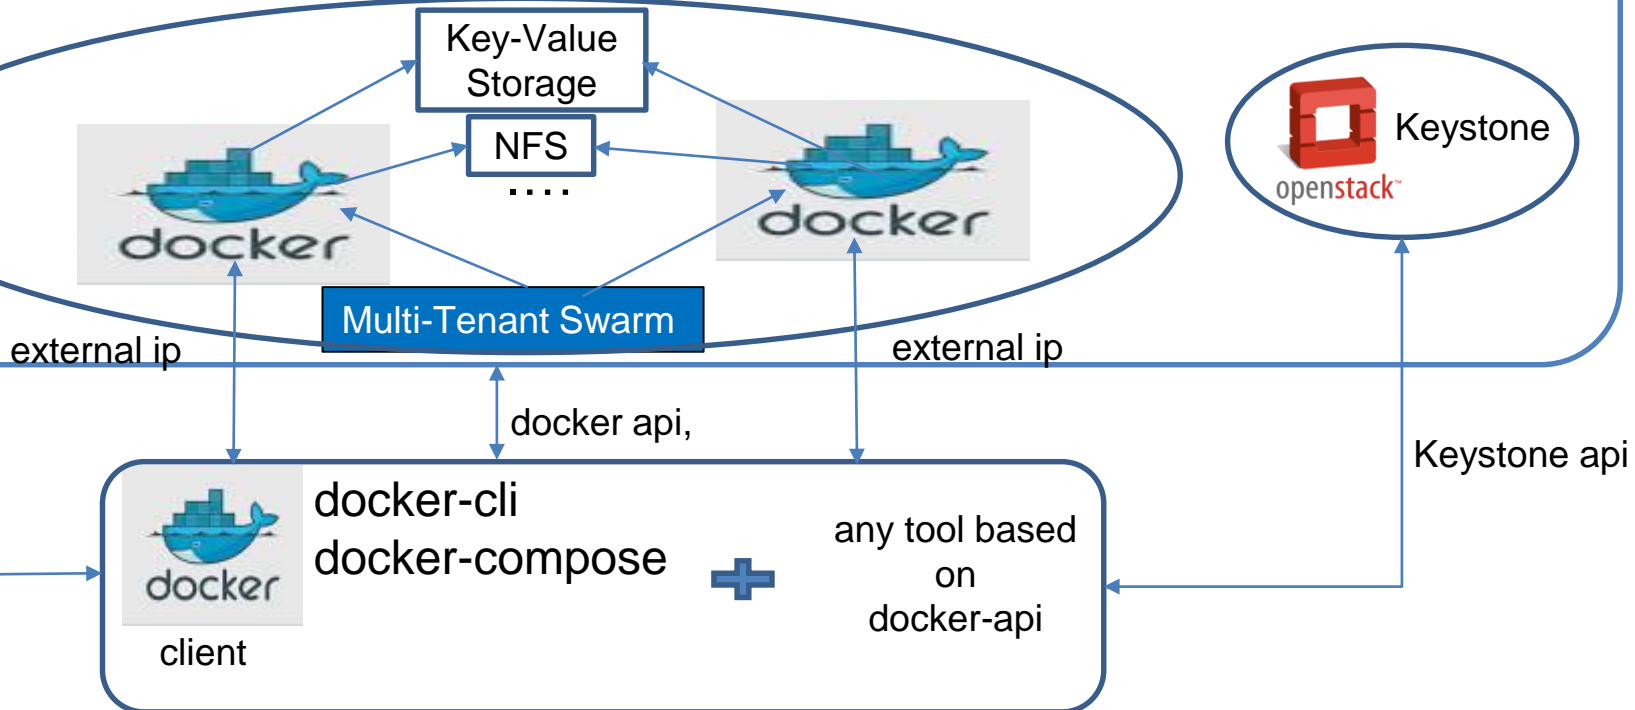 Key-Value
Storage
NFS
....
docker
docker
Multi-Tenant Swarm
openstack™
Keystone
external ip
external ip
docker api,
Keystone api
docker
client
docker-cli
docker-compose
any tool based
on
docker-api